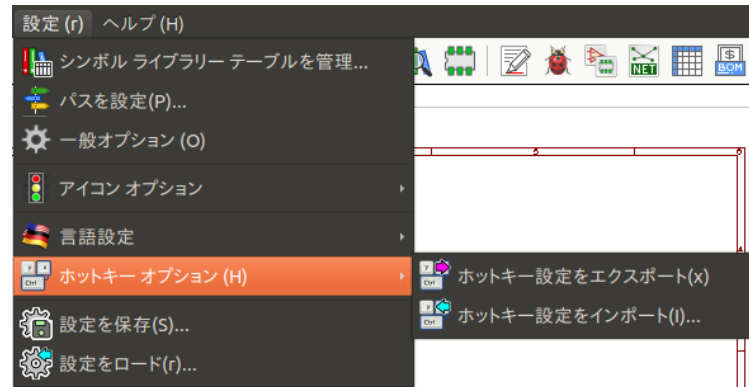 設定(r) ヘルプ(H)
シンボル ライブラリー テーブルを管理...
パスを設定(P)...
一般オプション (O)
アイコン オプション
言語設定
ホットキー オプション (H)
ホットキー設定をエクスポート(x)
ホットキー設定をインポート(I)...
設定を保存(S)...
設定をロード(r)...
NET
BOM
Ctrl
Ctrl
Ctrl